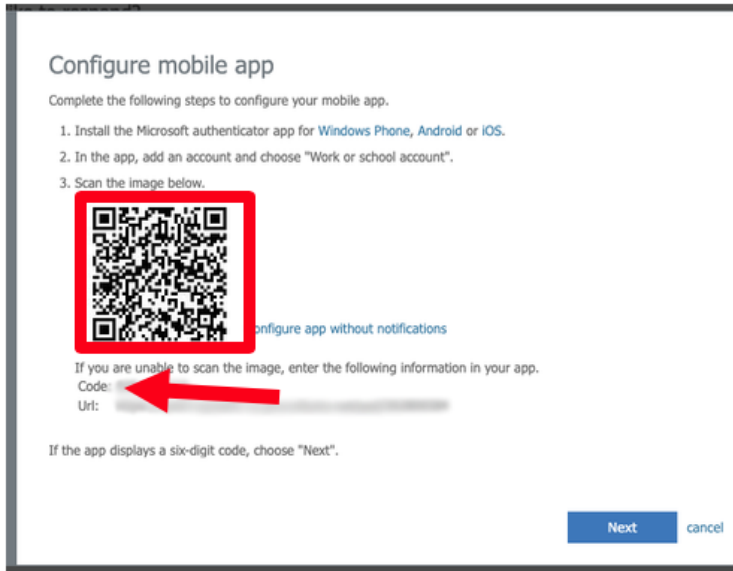 Configure mobile app
Complete the following steps to configure your mobile app.
1. Install the Microsoft authenticator app for Windows Phone, Android or iOS.
2. In the app, add an account and choose "Work or school account".
3. Scan the image below.
onfigure app without notifications
If you are unable to scan the image, enter the following information in your app.
Code:
Url:
If the app displays a six-digit code, choose "Next".
Next cancel